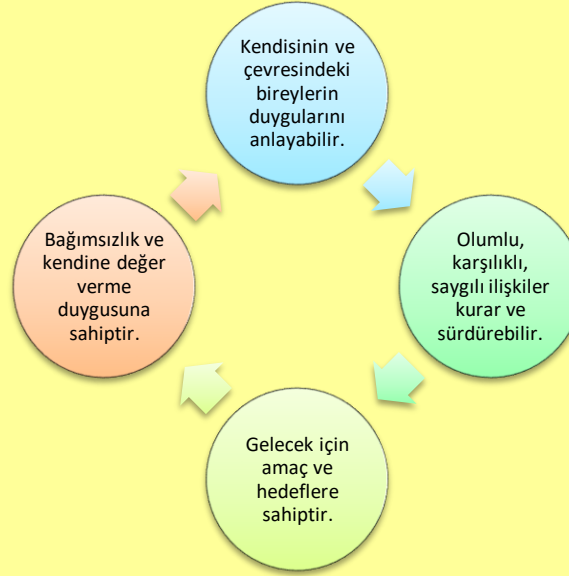 Kendisinin ve
çevresindeki
bireylerin
duygularını
anlayabilir.
Olumlu,
karşılıklı,
saygılı ilişkiler
kurar ve
sürdürebilir.
Gelecek için
amaç ve
hedeflere
sahiptir.
Bağımsızlık ve
kendine değer
verme
duygusuna
sahiptir.